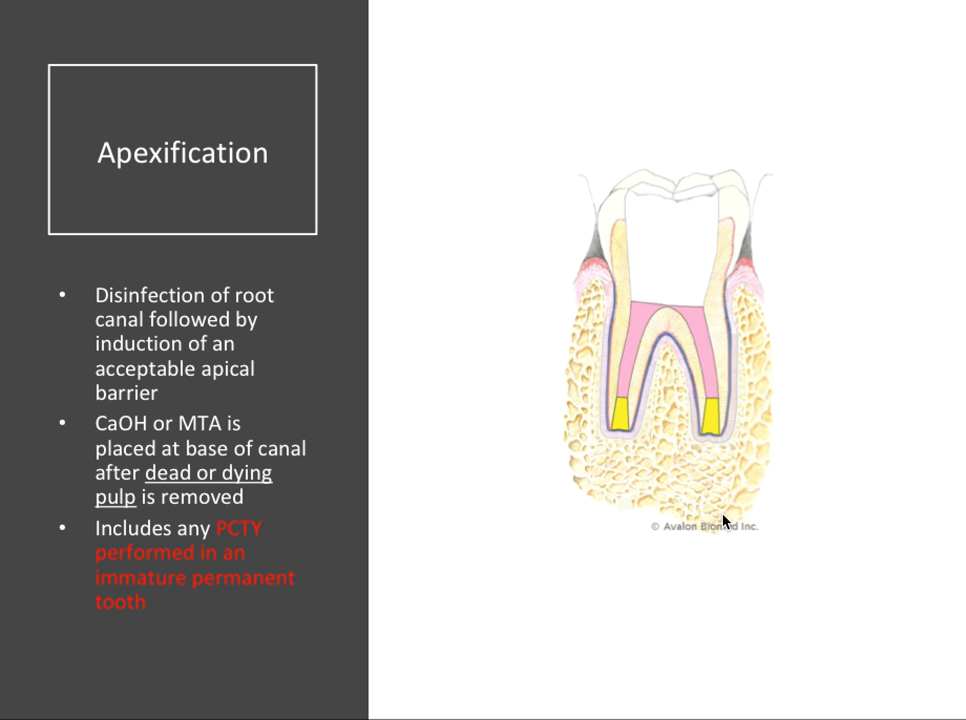 Apexification
• Disinfection of root
canal followed by
induction of an
acceptable apical
barrier
• CaOH or MTA is
placed at base of canal
after dead or dying
pulp is removed
• Includes any PCTY
performed in an
immature permanent
tooth
© Avalon Biomed Inc.